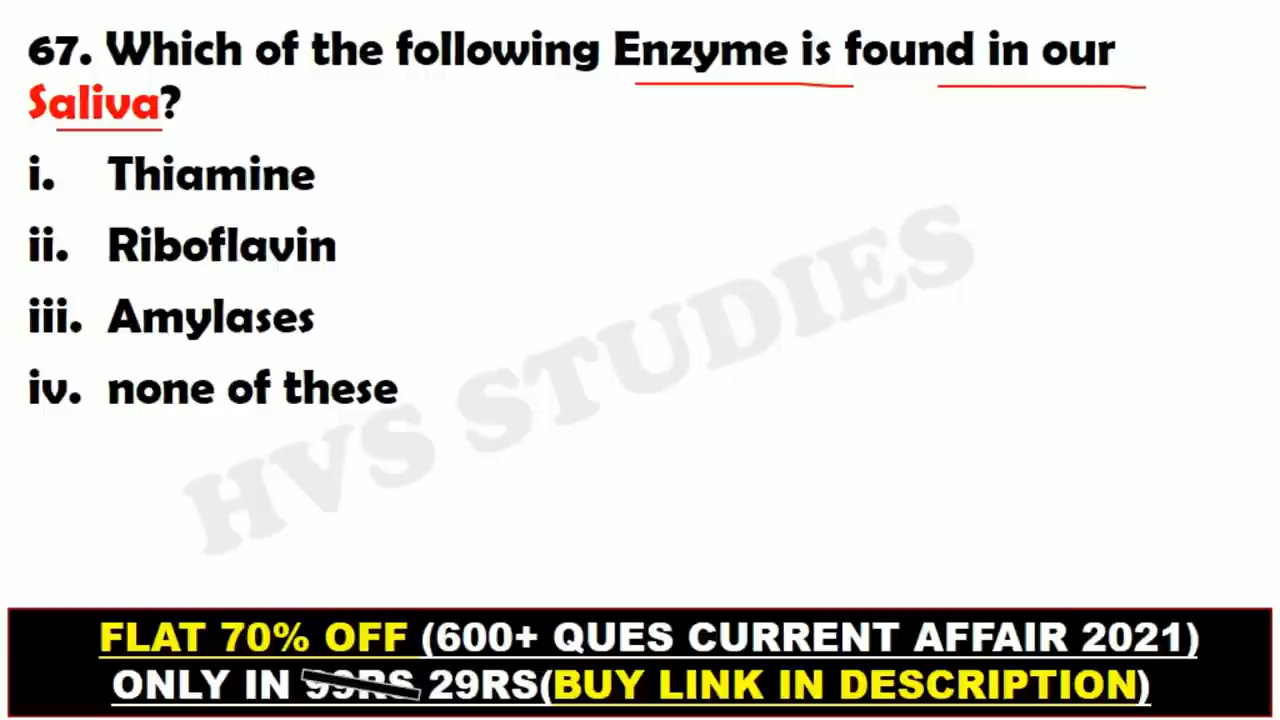 67. Which of the following Enzyme is found in our
Saliva?
i. Thiamine
ii. Riboflavin
iii. Amylases
iv. none of these
HVS STUDIES
FLAT 70% OFF (600+ QUES CURRENT AFFAIR 2021)
ONLY IN 99RS 29RS(BUY LINK IN DESCRIPTION)